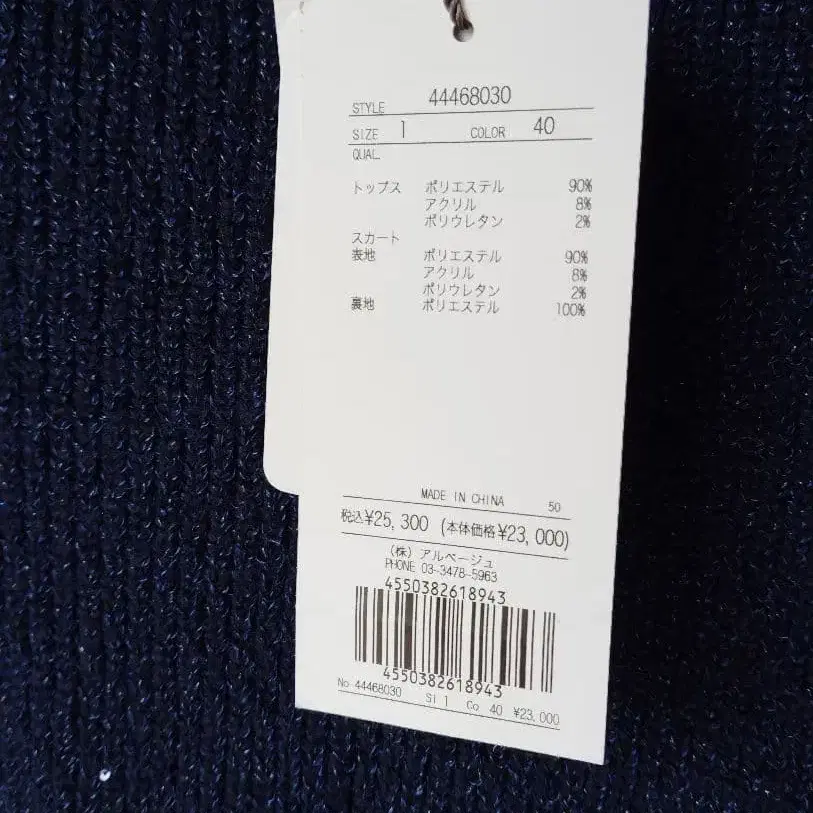 STYLE 44468030
SIZE 1 COLOR 40
QUAL.
トップス ポリエステル 90%
アクリル 8%
ポリウレタン 2%
スカート
表地 ポリエステル 90%
アクリル 8%
ポリウレタン 2%
裏地 ポリエステル 100%
MADE IN CHINA 50
税込¥25,300 (本体価格¥23,000)
(株) アルページュ
PHONE 03-3478-5963
4550382618943
4550382618943
No 44468030 SI 1 Co 40 ¥23,000